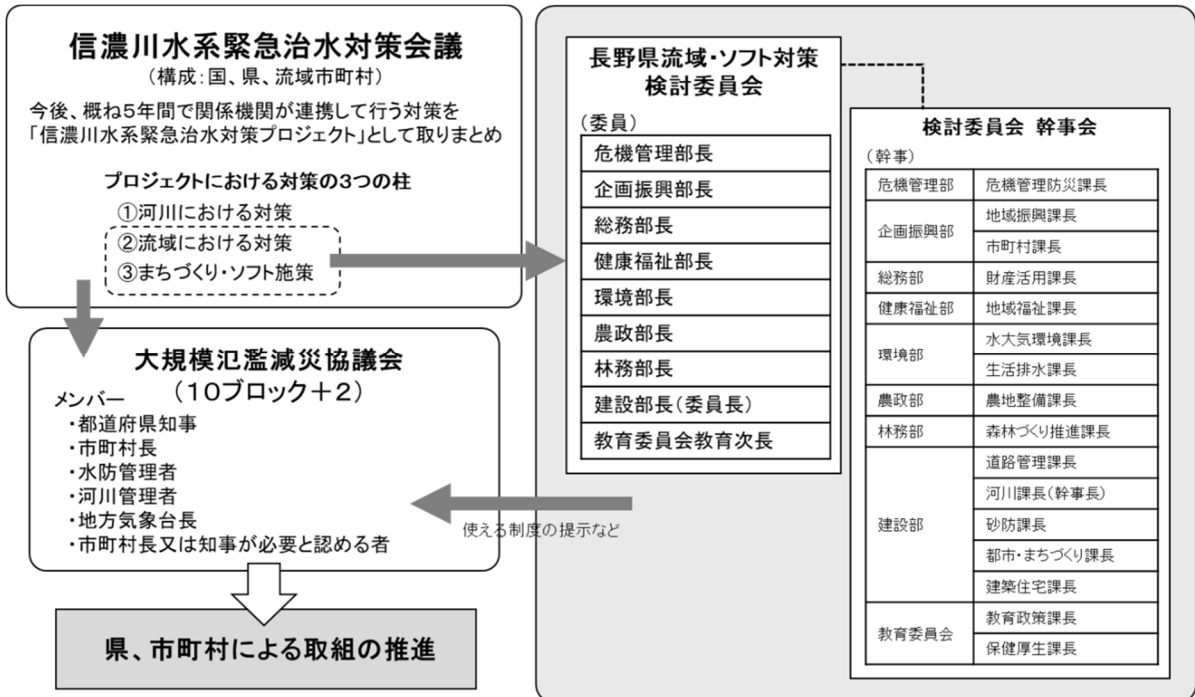 信濃川水系緊急治水対策会議
（構成：国、県、流域市町村）
今後、概ね５年間で関係機関が連携して行う対策を
「信濃川水系緊急治水対策プロジェクト」として取りまとめ
プロジェクトにおける対策の３つの柱
①河川における対策
②流域における対策
③まちづくり・ソフト施策
大規模氾濫減災協議会
（１０ブロック＋２）
メンバー
・都道府県知事
・市町村長
・水防管理者
・河川管理者
・地方気象台長
・市町村長又は知事が必要と認める者
県、市町村による取組の推進
長野県流域・ソフト対策
検討委員会
（委員）
危機管理部長
企画振興部長
総務部長
健康福祉部長
環境部長
農政部長
林務部長
建設部長（委員長）
教育委員会教育次長
使える制度の提示など
検討委員会 幹事会
（幹事）
危機管理部 危機管理防災課長
企画振興部 地域振興課長
市町村課長
総務部 財産活用課長
健康福祉部 地域福祉課長
環境部 水大気環境課長
生活排水課長
農政部 農地整備課長
林務部 森林づくり推進課長
建設部 道路管理課長
河川課長（幹事長）
砂防課長
都市・まちづくり課長
建築住宅課長
教育委員会 教育政策課長
保健厚生課長